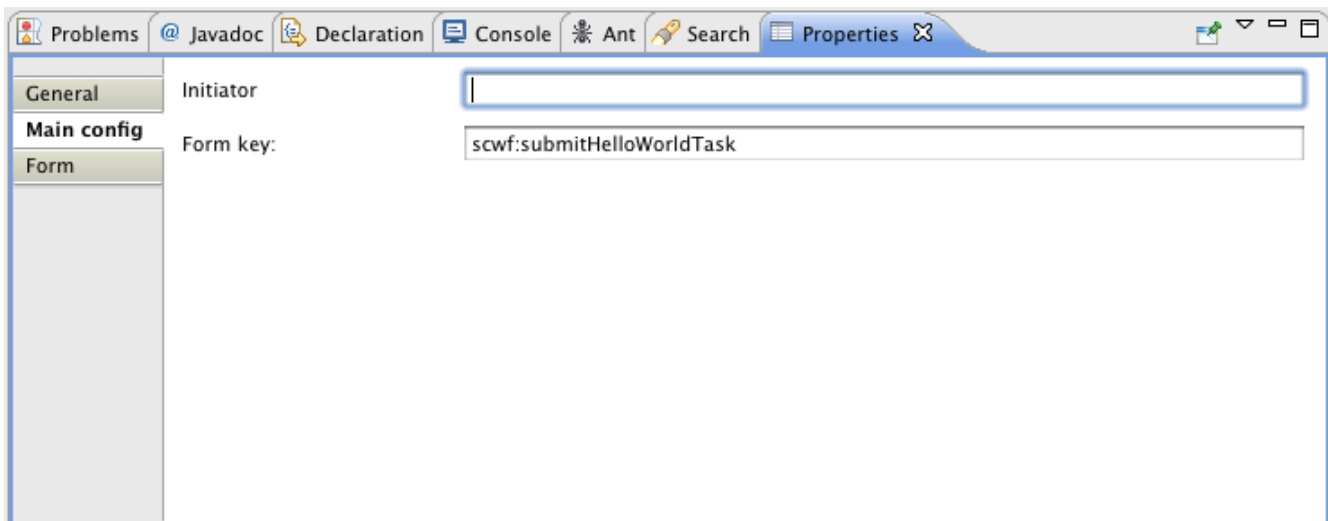 Problems @ Javadoc Declaration Console Ant Search Properties
General
Initiator
Main config
Form key: scwf:submitHelloWorldTask
Form